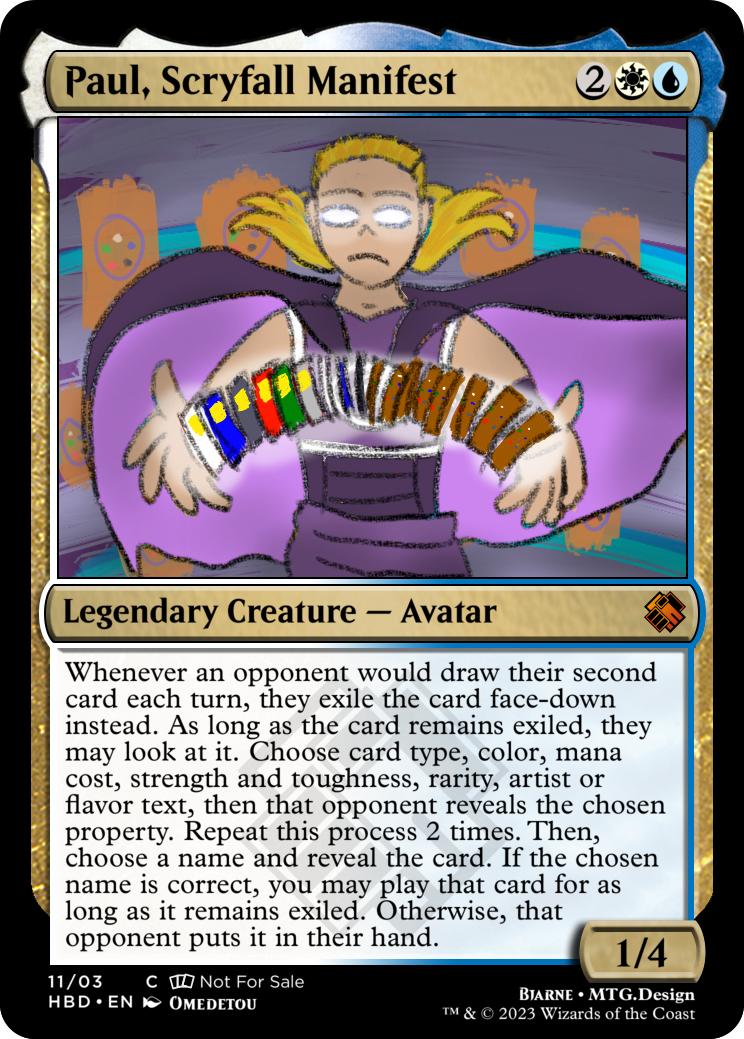 Paul, Scryfall Manifest 2
Legendary Creature — Avatar
Whenever an opponent would draw their second
card each turn, they exile the card face-down
instead. As long as the card remains exiled, they
may look at it. Choose card type, color, mana
cost, strength and toughness, rarity, artist or
flavor text, then that opponent reveals the chosen
property. Repeat this process 2 times. Then,
choose a name and reveal the card. If the chosen
name is correct, you may play that card for as
long as it remains exiled. Otherwise, that
opponent puts it in their hand.
1/4
11/03 C Not For Sale
HBD • EN Omedetou
Bjarne • MTG.Design
™ & © 2023 Wizards of the Coast